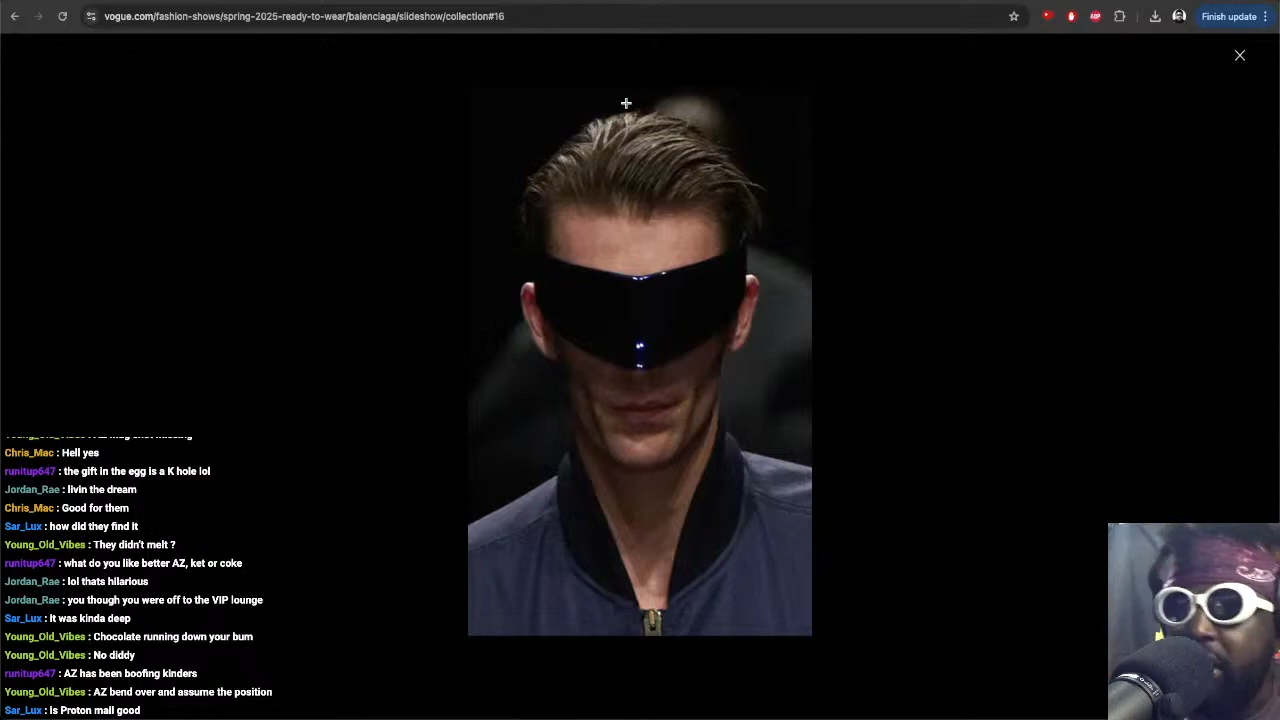 vogue.com/fashion-shows/spring-2025-ready-to-wear/balenciaga/slideshow/collection#16
Finish update
Chris_Mac : Hell yes
runitup647 : the gift in the egg is a K hole lol
Jordan_Rae : livin the dream
Chris_Mac : Good for them
Sar_Lux : how did they find it
Young_Old_Vibes : They didn't melt ?
runitup647 : what do you like better AZ, ket or coke
Jordan_Rae : lol thats hilarious
Jordan_Rae : you though you were off to the VIP lounge
Sar_Lux : It was kinda deep
Young_Old_Vibes : Chocolate running down your bum
Young_Old_Vibes : No diddy
runitup647 : AZ has been boofing kinders
Young_Old_Vibes : AZ bend over and assume the position
Sar_Lux : Is Proton mail good